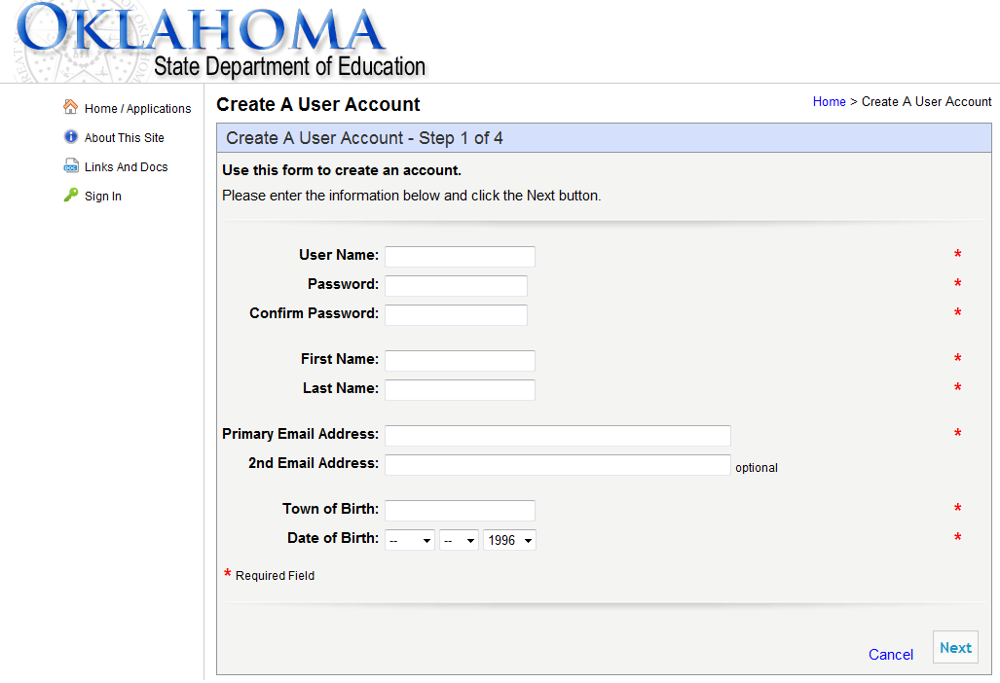 OKLAHOMA
State Department of Education
Home / Applications
About This Site
Links And Docs
Sign In
Create A User Account
Home > Create A User Account
Create A User Account - Step 1 of 4
Use this form to create an account.
Please enter the information below and click the Next button.
User Name: *
Password: *
Confirm Password: *
First Name: *
Last Name: *
Primary Email Address: *
2nd Email Address: optional
Town of Birth: *
Date of Birth: -- -- 1996 *
* Required Field
Cancel Next